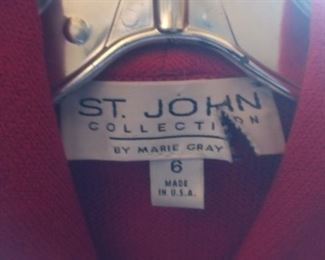 ST. JOHN
COLLECTION
BY MARIE GRAY
6
MADE
IN U.S.A.